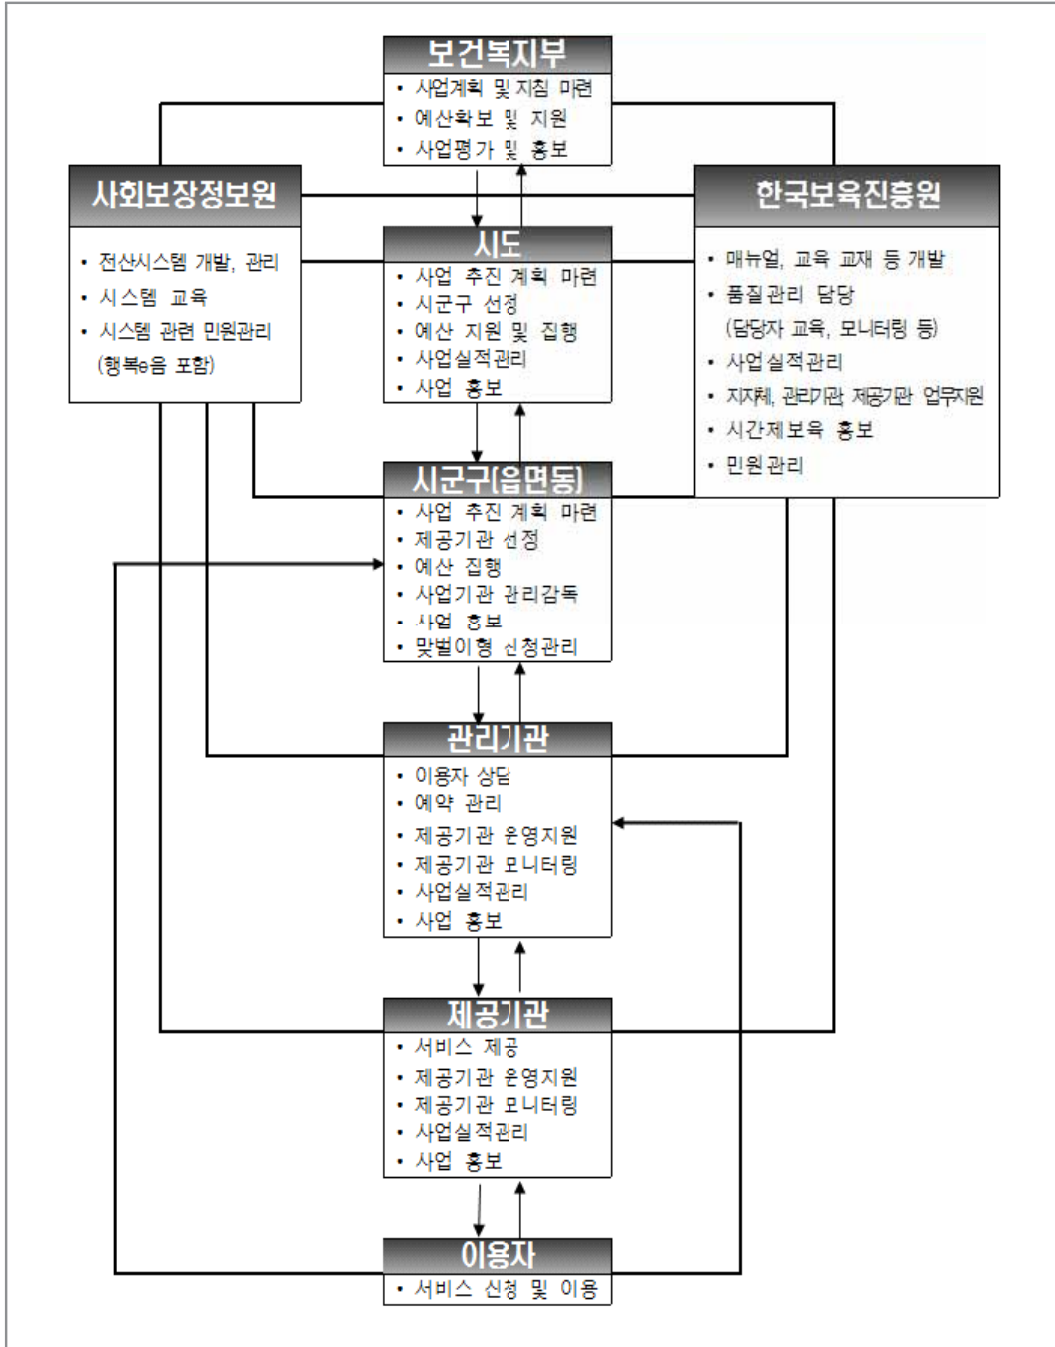 보건복지부
• 사업계획 및 지침 마련
• 예산확보 및 지원
• 사업평가 및 홍보
사회보장정보원
• 전산시스템 개발, 관리
• 시스템 교육
• 시스템 관련 민원관리
(행복e음 포함)
한국보육진흥원
• 매뉴얼, 교육 교재 등 개발
• 품질관리 담당
(담당자 교육, 모니터링 등)
• 사업실적관리
• 지자체, 관리기관, 제공기관 업무지원
• 시간제보육 홍보
• 민원관리
시도
• 사업 추진 계획 마련
• 시군구 선정
• 예산 지원 및 집행
• 사업실적관리
• 사업 홍보
시군구(읍면동)
• 사업 추진 계획 마련
• 제공기관 선정
• 예산 집행
• 사업기관 관리감독
• 사업 홍보
• 맞벌이형 신청관리
관리기관
• 이용자 상담
• 예약 관리
• 제공기관 운영지원
• 제공기관 모니터링
• 사업실적관리
• 사업 홍보
제공기관
• 서비스 제공
• 제공기관 운영지원
• 제공기관 모니터링
• 사업실적관리
• 사업 홍보
이용자
• 서비스 신청 및 이용